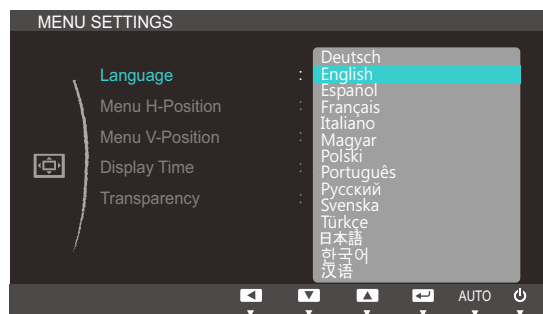 MENU SETTINGS
Language :
Menu H-Position :
Menu V-Position :
Display Time :
Transparency :
Deutsch
English
Español
Français
Italiano
Magyar
Polski
Português
Русский
Svenska
Türkçe
日本語
한국어
汉语
AUTO